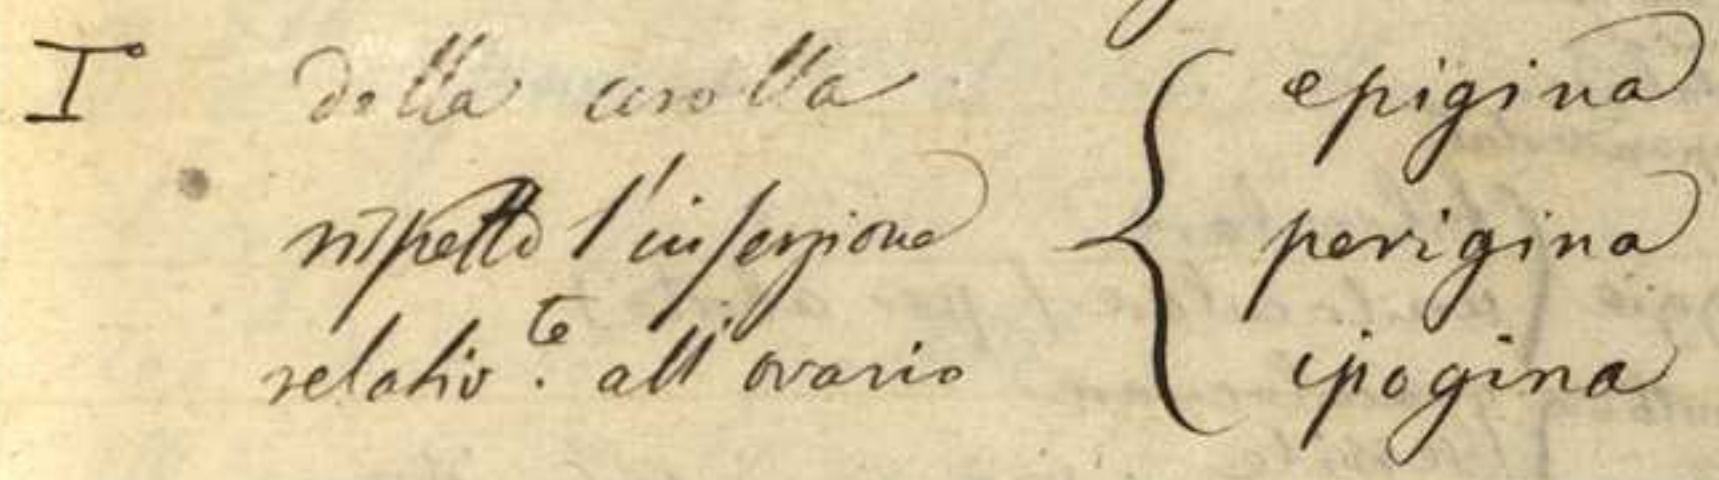 I° della corolla { epigina
rispetto l'inserzione perigina
relativ.te all'ovario ipogina